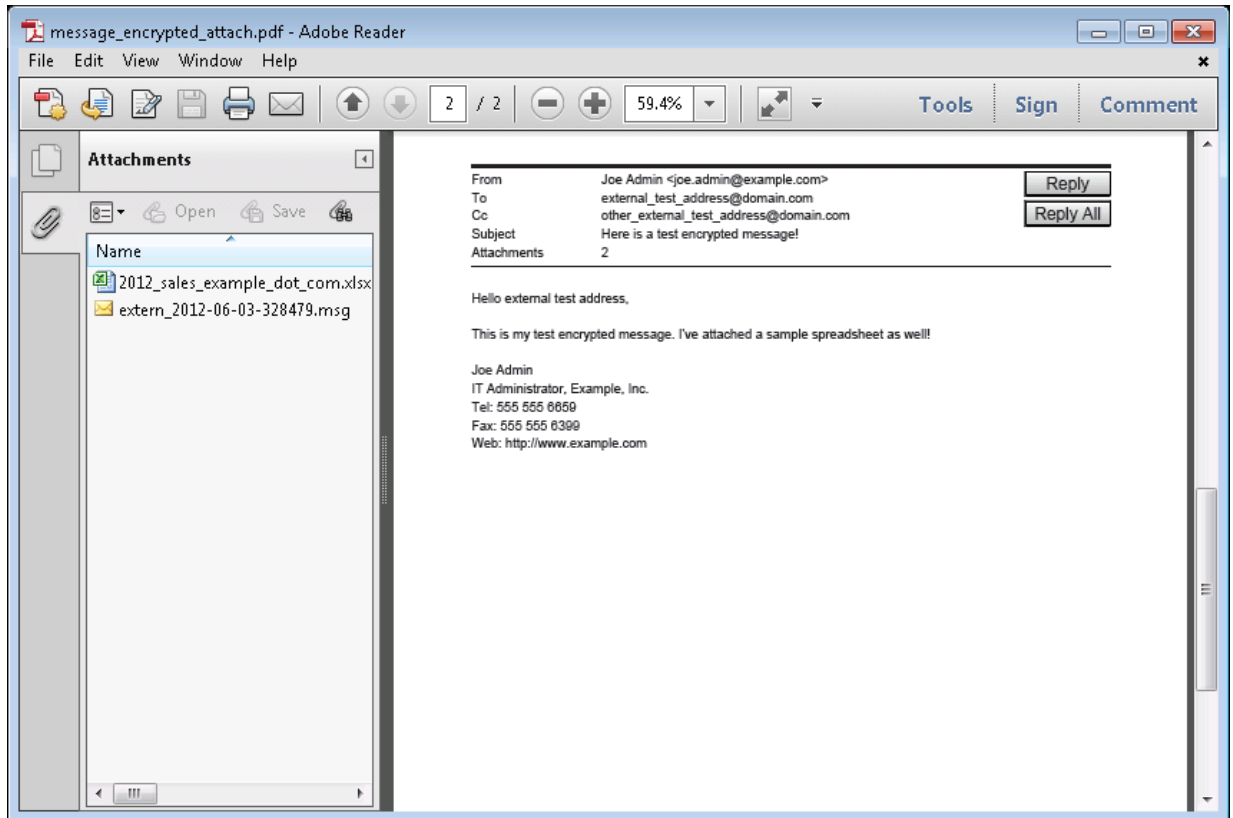 message_encrypted_attach.pdf - Adobe Reader
File Edit View Window Help
2 / 2 59.4% Tools Sign Comment
Attachments
Open Save
Name
2012_sales_example_dot_com.xlsx
extern_2012-06-03-328479.msg
From Joe Admin <joe.admin@example.com> Reply
To external_test_address@domain.com
Cc other_external_test_address@domain.com Reply All
Subject Here is a test encrypted message!
Attachments 2
Hello external test address,
This is my test encrypted message. I've attached a sample spreadsheet as well!
Joe Admin
IT Administrator, Example, Inc.
Tel: 555 555 6659
Fax: 555 555 6399
Web: http://www.example.com